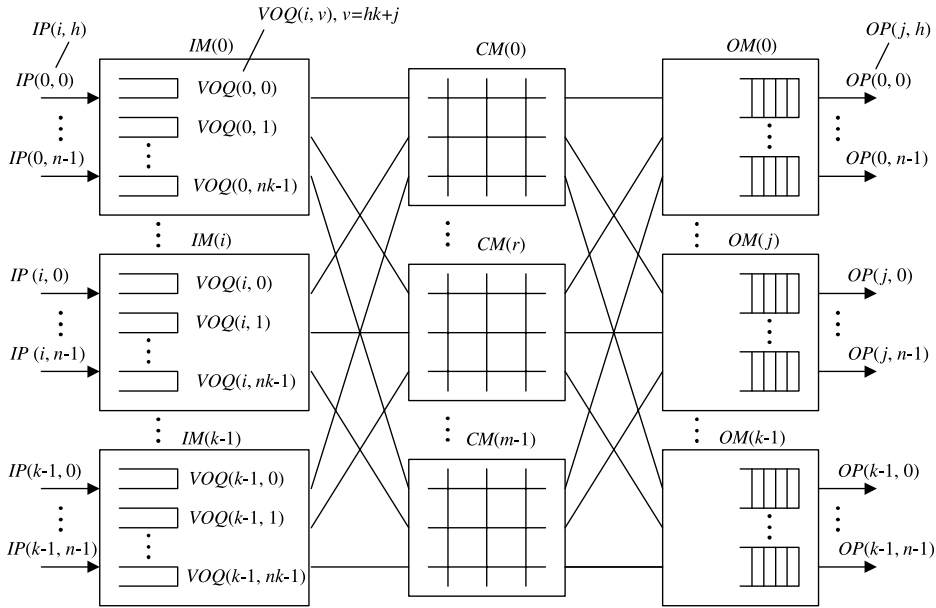 VOQ(i, v), v=hk+j
IP(i, h)
IM(0)
CM(0)
OM(0)
OP(j, h)
IP(0, 0)
VOQ(0, 0)
OP(0, 0)
VOQ(0, 1)
IP(0, n-1)
VOQ(0, nk-1)
OP(0, n-1)
IM(i)
CM(r)
OM(j)
IP (i, 0)
VOQ(i, 0)
OP(j, 0)
VOQ(i, 1)
IP (i, n-1)
VOQ(i, nk-1)
OP(j, n-1)
IM(k-1)
CM(m-1)
OM(k-1)
IP(k-1, 0)
VOQ(k-1, 0)
OP(k-1, 0)
VOQ(k-1, 1)
IP(k-1, n-1)
VOQ(k-1, nk-1)
OP(k-1, n-1)